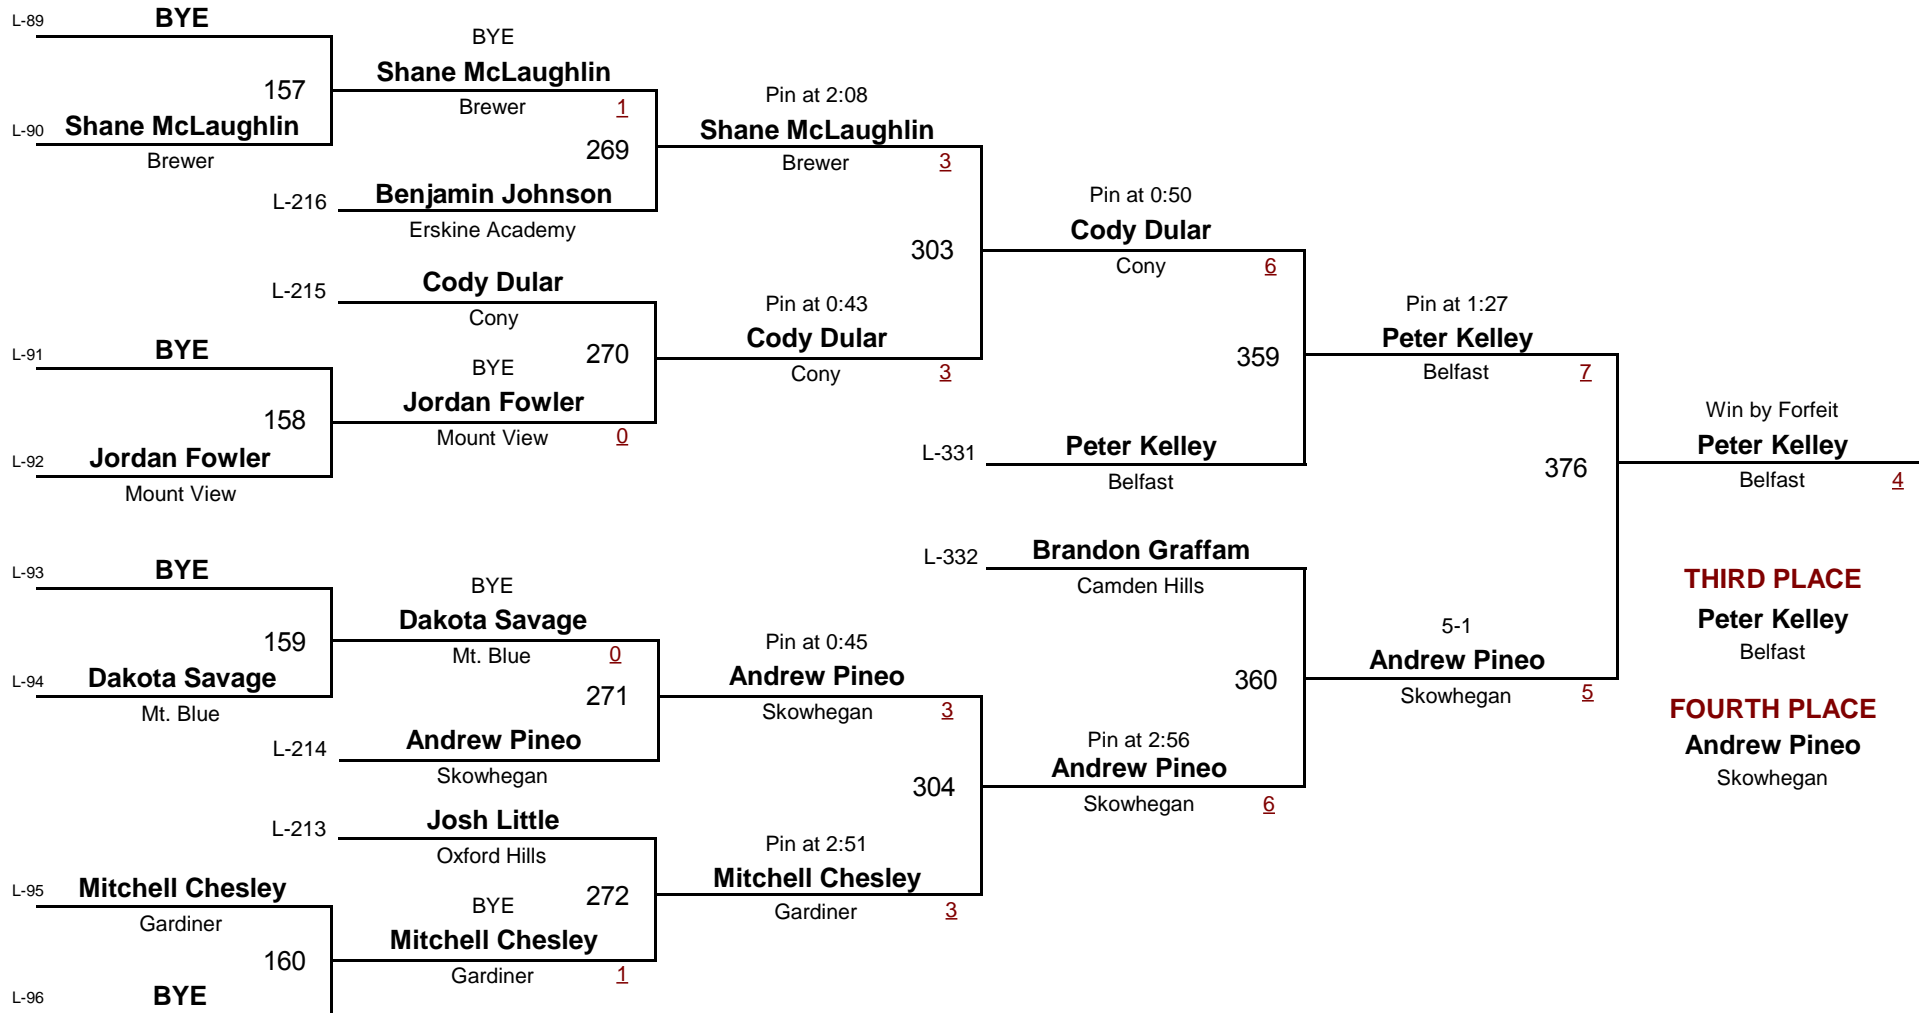 L-89 BYE
BYE
157
Shane McLaughlin
Brewer 1
Pin at 2:08
L-90 Shane McLaughlin
Brewer
Shane McLaughlin
Brewer 3
269
L-216 Benjamin Johnson
Erskine Academy
Pin at 0:50
303
Cody Dular
Cony 6
L-215 Cody Dular
Cony
Pin at 0:43
Cody Dular
Cony 3
Pin at 1:27
L-91 BYE
270
BYE
359
Peter Kelley
Belfast 7
158
Jordan Fowler
Mount View 0
Win by Forfeit
L-92 Jordan Fowler
Mount View
L-331 Peter Kelley
Belfast
376
Peter Kelley
Belfast 4
L-93 BYE
BYE
L-332 Brandon Graffam
Camden Hills
THIRD PLACE
Peter Kelley
Belfast
159
Dakota Savage
Mt. Blue 0
Pin at 0:45
5-1
L-94 Dakota Savage
Mt. Blue
271
Andrew Pineo
Skowhegan 3
360
Andrew Pineo
Skowhegan 5
FOURTH PLACE
Andrew Pineo
Skowhegan
L-214 Andrew Pineo
Skowhegan
Pin at 2:56
304
Andrew Pineo
Skowhegan 6
L-213 Josh Little
Oxford Hills
Pin at 2:51
L-95 Mitchell Chesley
Gardiner
272
BYE
Mitchell Chesley
Gardiner 3
160
Mitchell Chesley
Gardiner 1
L-96 BYE